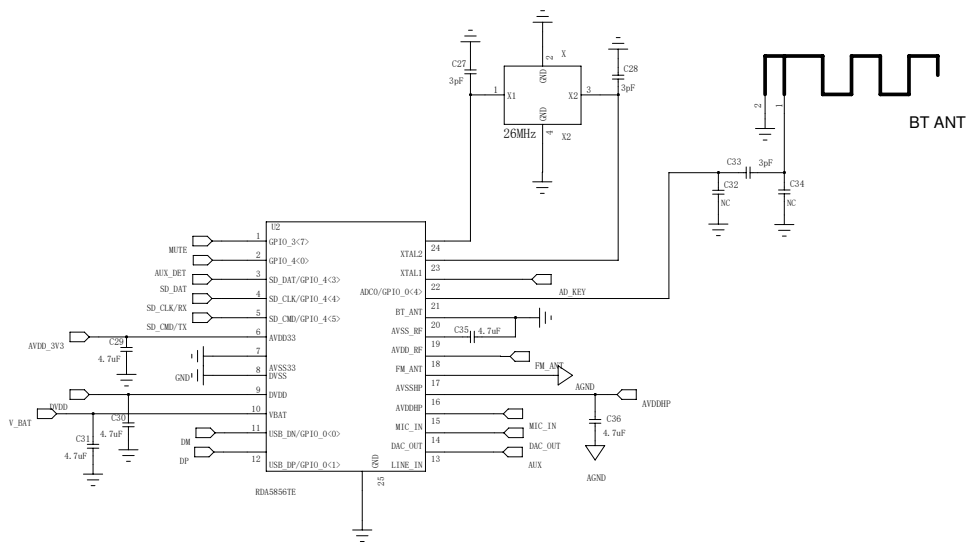 X
C27
3pF
C28
3pF
2
GND
1
X1
X2
3
GND
4
26MHz
X2
2
1
BT ANT
C33
3pF
C32
NC
C34
NC
U2
1
GPIO_3<7>
MUTE
2
GPIO_4<0>
AUX_DET
3
SD_DAT/GPIO_4<3>
SD_DAT
4
SD_CLK/GPIO_4<4>
SD_CLK/RX
5
SD_CMD/GPIO_4<5>
SD_CMD/TX
6
AVDD33
AVDD_3V3
C29
4.7uF
7
AVSS33
8
DVSS
GND
9
DVDD
DVDD
10
VBAT
V_BAT
C30
4.7uF
C31
4.7uF
11
USB_DN/GPIO_0<0>
DM
12
USB_DP/GPIO_0<1>
DP
XTAL2
24
XTAL1
23
ADC0/GPIO_0<4>
22
AD_KEY
BT_ANT
21
AVSS_RF
20
C35
4.7uF
AVDD_RF
19
FM_ANT
18
FM_ANT
AVSSHP
17
AGND
AVDDHP
16
AVDDHP
C36
4.7uF
AGND
MIC_IN
15
MIC_IN
DAC_OUT
14
DAC_OUT
LINE_IN
13
AUX
GND
25
RDA5856TE